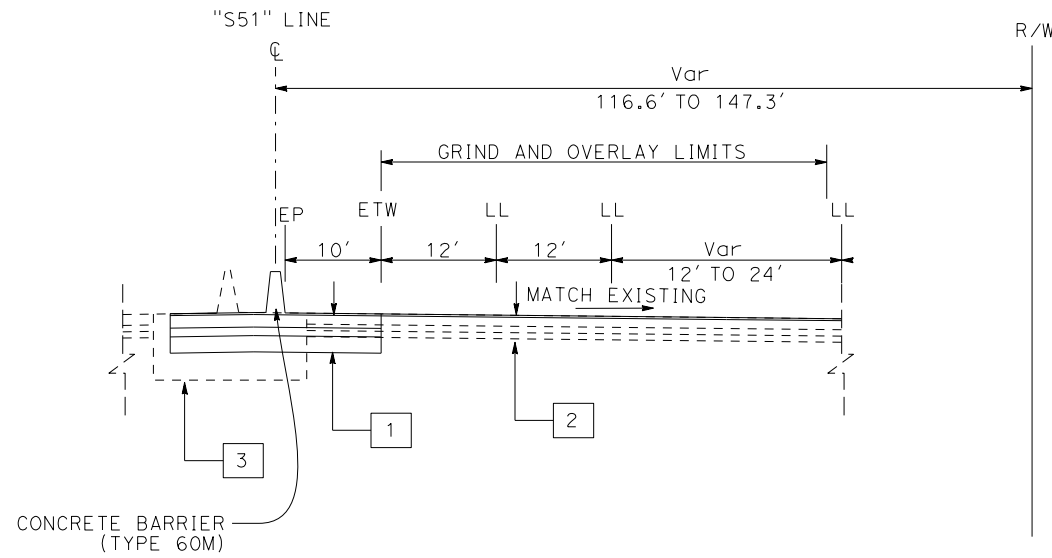 "S51" LINE
℄
R/W
Var
116.6' TO 147.3'
GRIND AND OVERLAY LIMITS
EP
ETW
LL
LL
LL
10'
12'
12'
Var
12' TO 24'
MATCH EXISTING
1
2
3
CONCRETE BARRIER
(TYPE 60M)